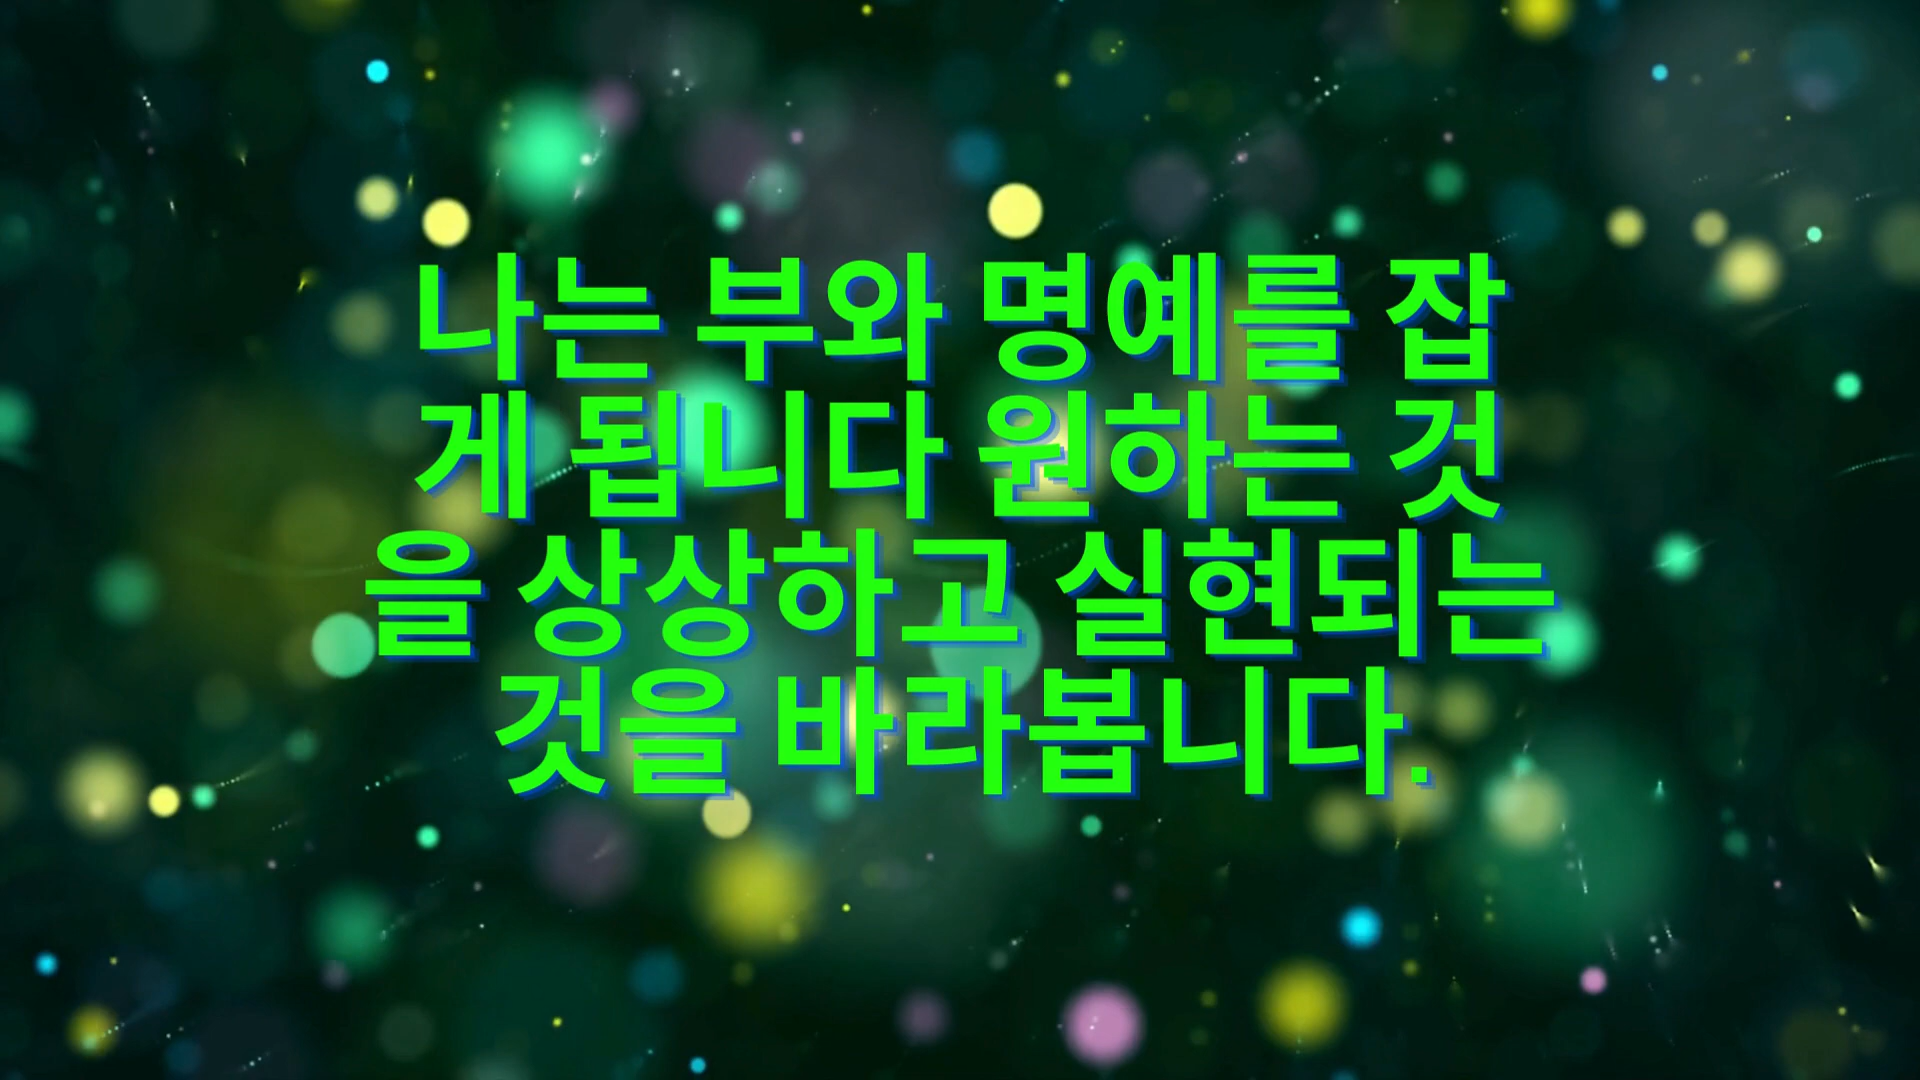 나는 부와 명예를 잡
게 됩니다 원하는 것
을 상상하고 실현되는
것을 바라봅니다.